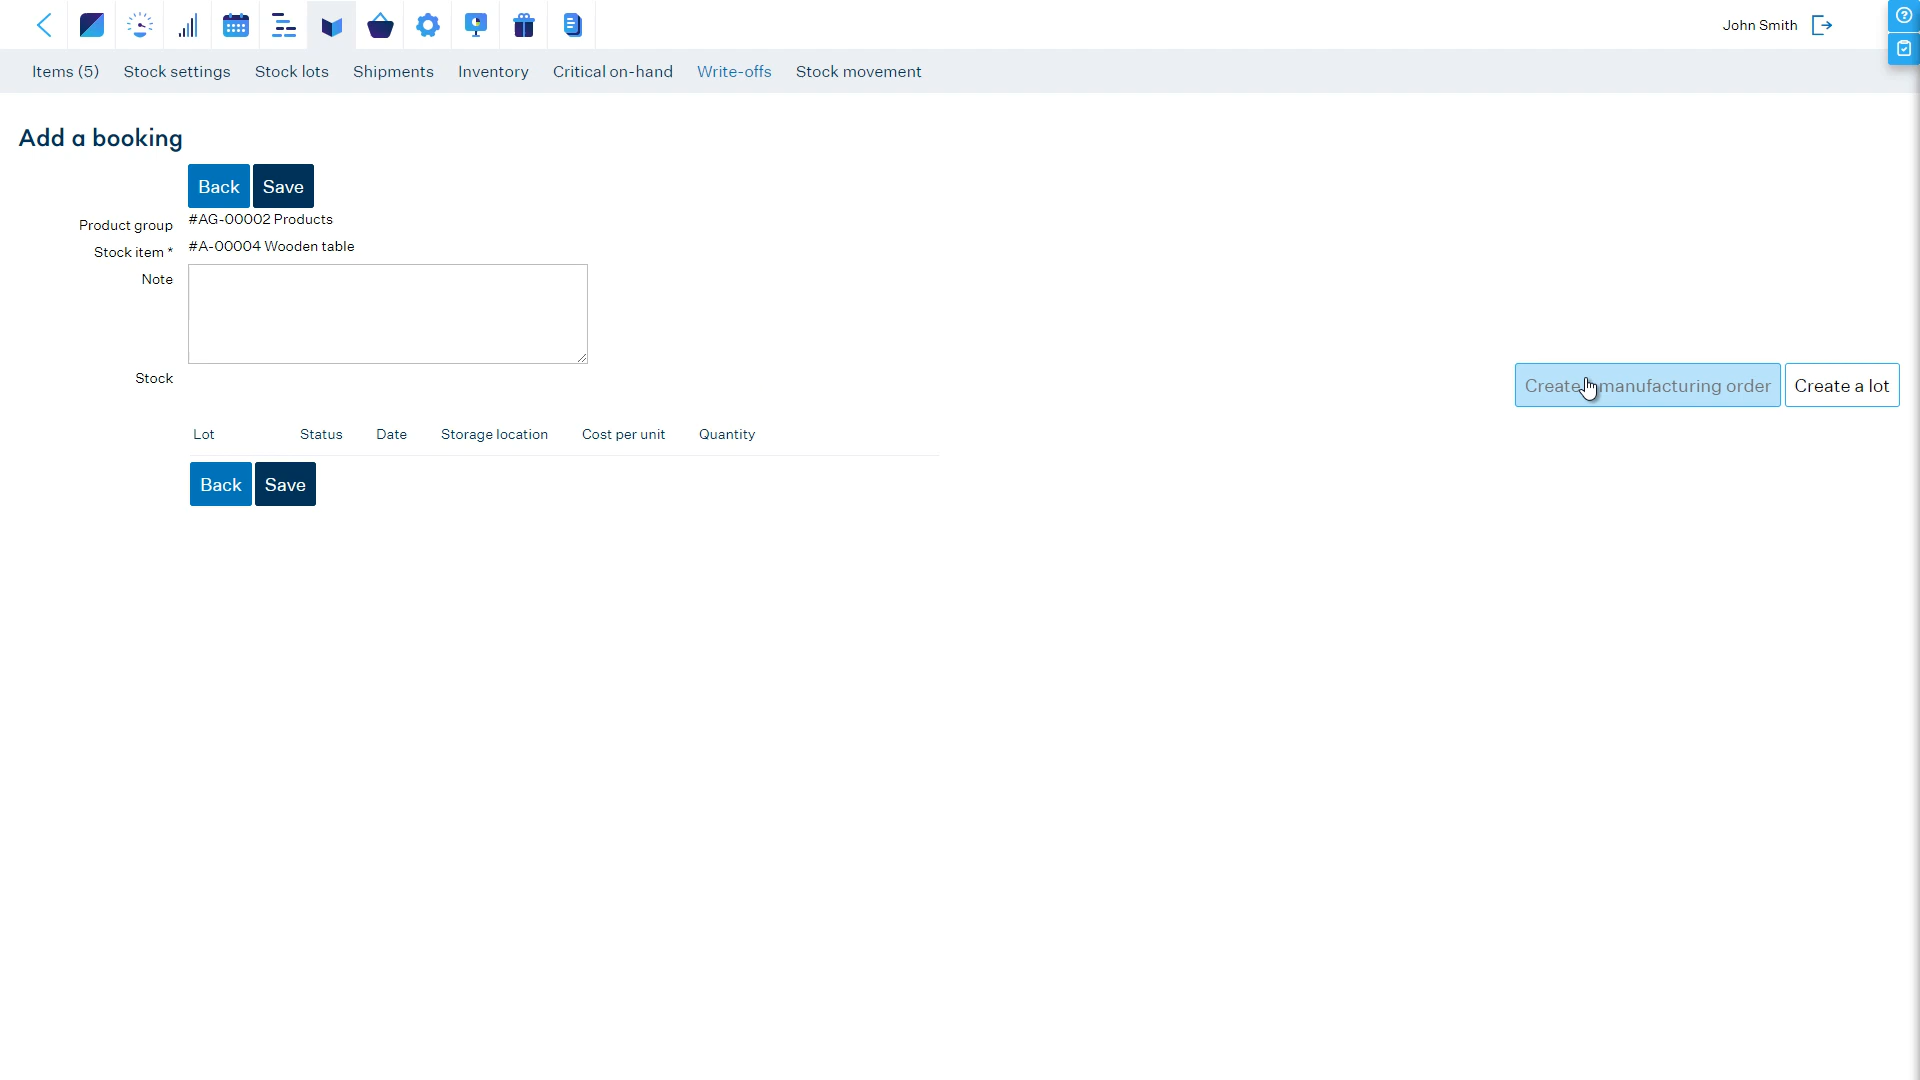 John Smith
Items (5) Stock settings Stock lots Shipments Inventory Critical on-hand Write-offs Stock movement
Add a booking
Back Save
Product group #AG-00002 Products
Stock item * #A-00004 Wooden table
Note
Stock
Create manufacturing order Create a lot
Lot Status Date Storage location Cost per unit Quantity
Back Save